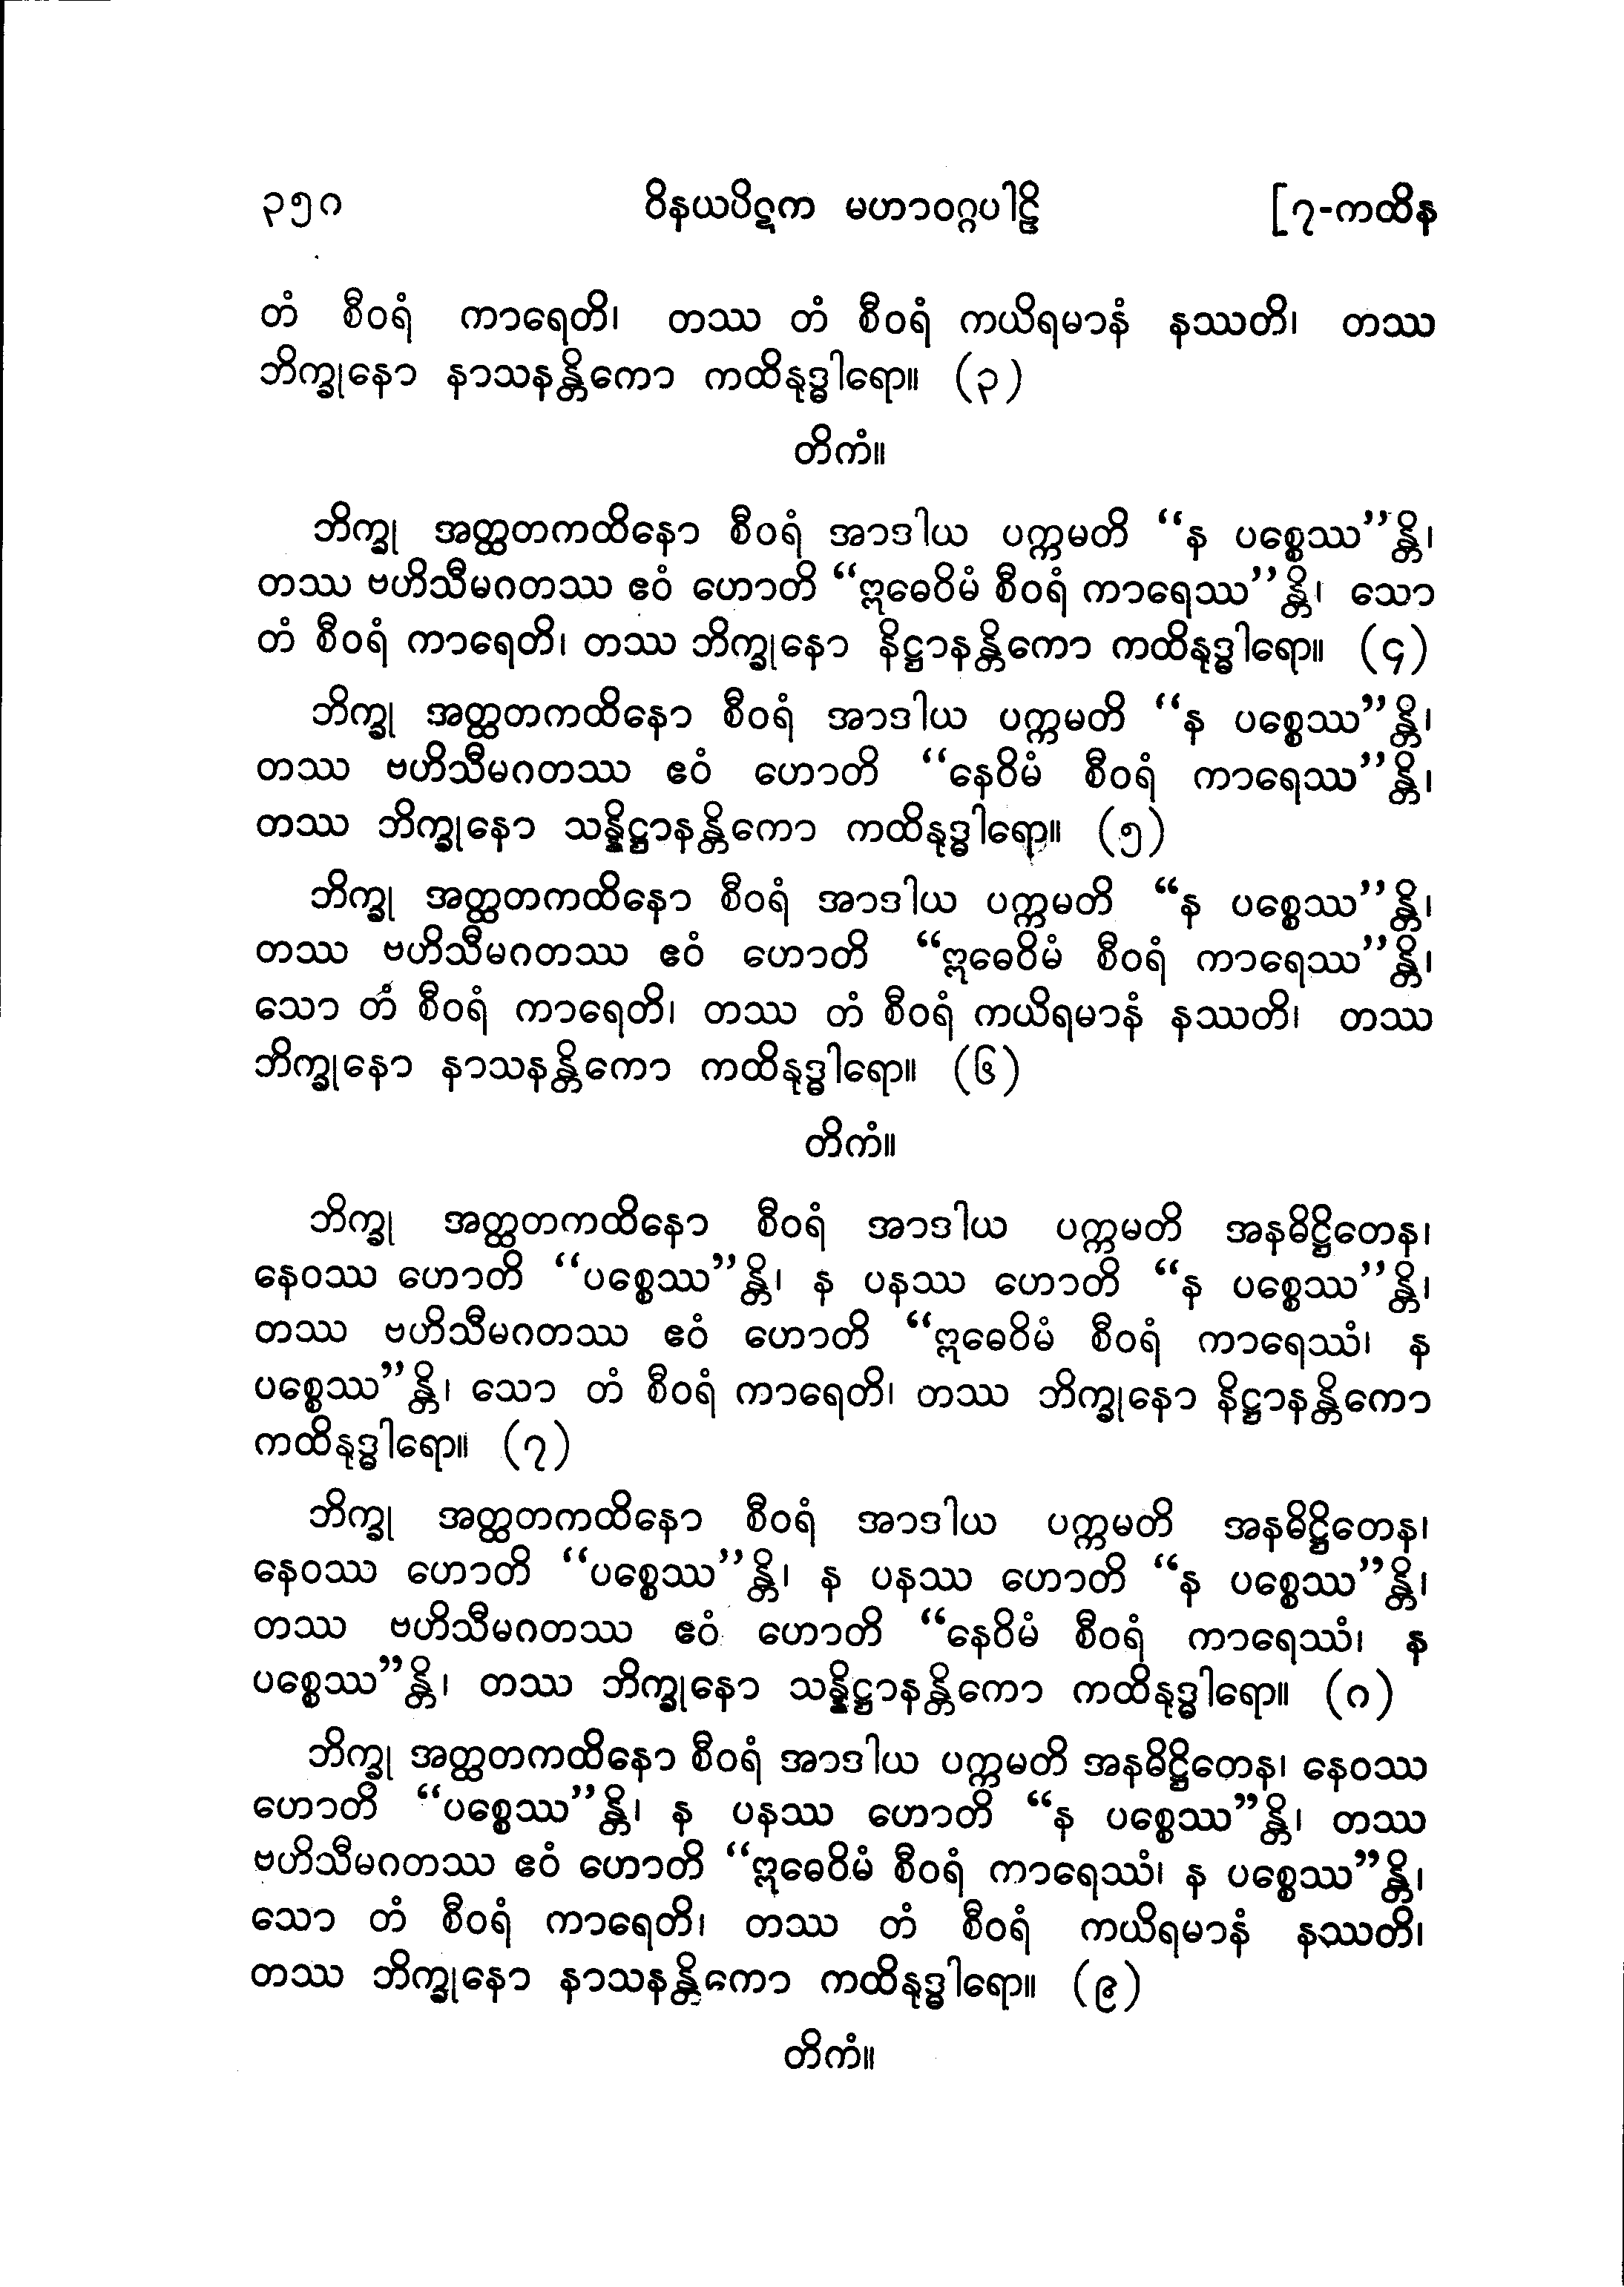 ၃၅၈ ဝိနယပိဋက မဟာဝဂ္ဂပါဠိ [၇-ကထိန
တံ စီဝရံ ကာရေတိ၊ တဿ တံ စီဝရံ ကယိရမာနံ နဿတိ၊ တဿ
ဘိက္ခုနော နာသနန္တိကော ကထိနုဒ္ဓါရော။ (၃)
တိကံ။
ဘိက္ခု အတ္ထတကထိနော စီဝရံ အာဒါယ ပက္ကမတိ “န ပစ္စေဿ”န္တိ၊
တဿ ဗဟိသီမဂတဿ ဧဝံ ဟောတိ “ဣဓေဝိမံ စီဝရံ ကာရေဿ”န္တိ၊ သော
တံ စီဝရံ ကာရေတိ၊ တဿ ဘိက္ခုနော နိဋ္ဌာနန္တိကော ကထိနုဒ္ဓါရော။ (၄)
ဘိက္ခု အတ္ထတကထိနော စီဝရံ အာဒါယ ပက္ကမတိ “န ပစ္စေဿ”န္တိ၊
တဿ ဗဟိသီမဂတဿ ဧဝံ ဟောတိ “နေဝိမံ စီဝရံ ကာရေဿ”န္တိ၊
တဿ ဘိက္ခုနော သန္နိဋ္ဌာနန္တိကော ကထိနုဒ္ဓါရော။ (၅)
ဘိက္ခု အတ္ထတကထိနော စီဝရံ အာဒါယ ပက္ကမတိ “န ပစ္စေဿ”န္တိ၊
တဿ ဗဟိသီမဂတဿ ဧဝံ ဟောတိ “ဣဓေဝိမံ စီဝရံ ကာရေဿ”န္တိ၊
သော တံ စီဝရံ ကာရေတိ၊ တဿ တံ စီဝရံ ကယိရမာနံ နဿတိ၊ တဿ
ဘိက္ခုနော နာသနန္တိကော ကထိနုဒ္ဓါရော။ (၆)
တိကံ။
ဘိက္ခု အတ္ထတကထိနော စီဝရံ အာဒါယ ပက္ကမတိ အနဓိဋ္ဌိတေန၊
နေဝဿ ဟောတိ “ပစ္စေဿ”န္တိ၊ န ပနဿ ဟောတိ “န ပစ္စေဿ”န္တိ၊
တဿ ဗဟိသီမဂတဿ ဧဝံ ဟောတိ “ဣဓေဝိမံ စီဝရံ ကာရေဿံ၊ န
ပစ္စေဿ”န္တိ၊ သော တံ စီဝရံ ကာရေတိ၊ တဿ ဘိက္ခုနော နိဋ္ဌာနန္တိကော
ကထိနုဒ္ဓါရော။ (၇)
ဘိက္ခု အတ္ထတကထိနော စီဝရံ အာဒါယ ပက္ကမတိ အနဓိဋ္ဌိတေန၊
နေဝဿ ဟောတိ “ပစ္စေဿ”န္တိ၊ န ပနဿ ဟောတိ “န ပစ္စေဿ”န္တိ၊
တဿ ဗဟိသီမဂတဿ ဧဝံ ဟောတိ “နေဝိမံ စီဝရံ ကာရေဿံ၊ န
ပစ္စေဿ”န္တိ၊ တဿ ဘိက္ခုနော သန္နိဋ္ဌာနန္တိကော ကထိနုဒ္ဓါရော။ (၈)
ဘိက္ခု အတ္ထတကထိနော စီဝရံ အာဒါယ ပက္ကမတိ အနဓိဋ္ဌိတေန၊ နေဝဿ
ဟောတိ “ပစ္စေဿ”န္တိ၊ န ပနဿ ဟောတိ “န ပစ္စေဿ”န္တိ၊ တဿ
ဗဟိသီမဂတဿ ဧဝံ ဟောတိ “ဣဓေဝိမံ စီဝရံ ကာရေဿံ၊ န ပစ္စေဿ”န္တိ၊
သော တံ စီဝရံ ကာရေတိ၊ တဿ တံ စီဝရံ ကယိရမာနံ နဿတိ၊
တဿ ဘိက္ခုနော နာသနန္တိကော ကထိနုဒ္ဓါရော။ (၉)
တိကံ။